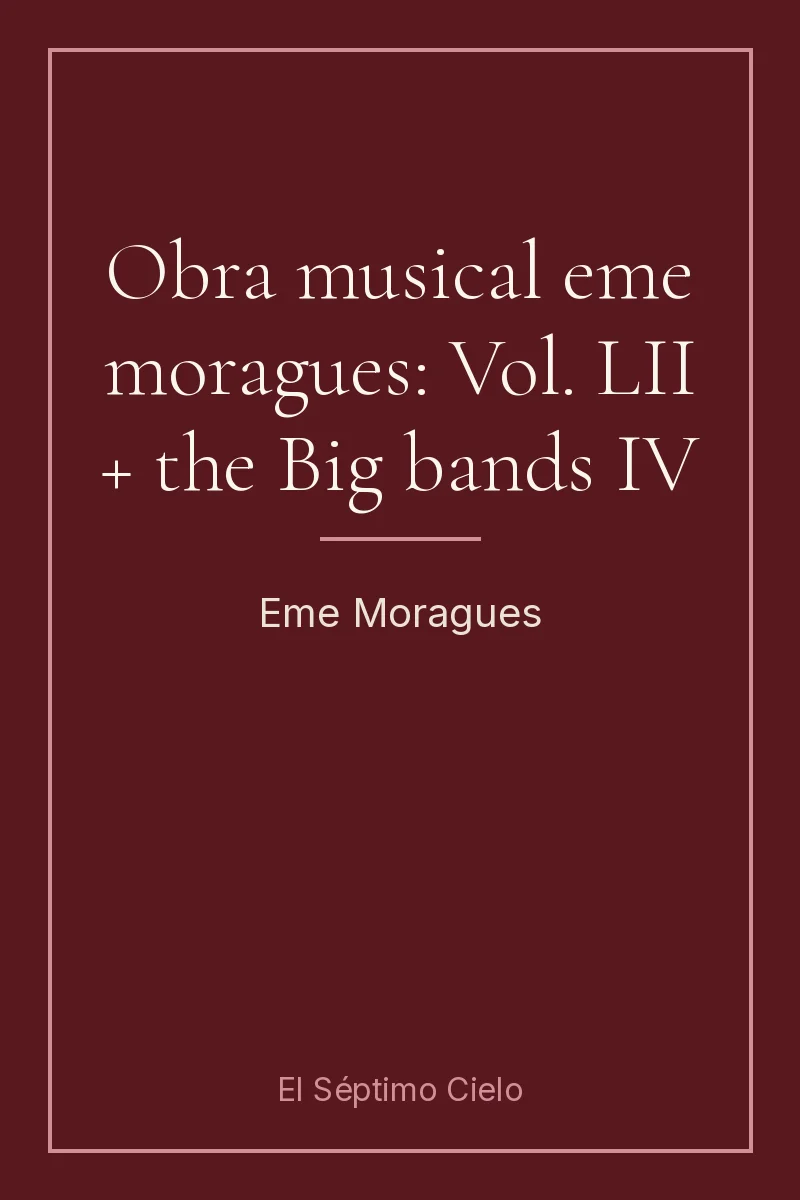 Obra musical eme
moragues: Vol. LII
+ the Big bands IV
Eme Moragues
El Séptimo Cielo